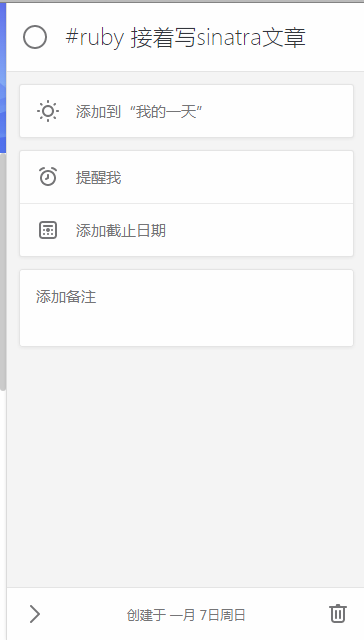 #ruby 接着写sinatra文章
添加到“我的一天”
提醒我
添加截止日期
添加备注
创建于 一月 7日周日